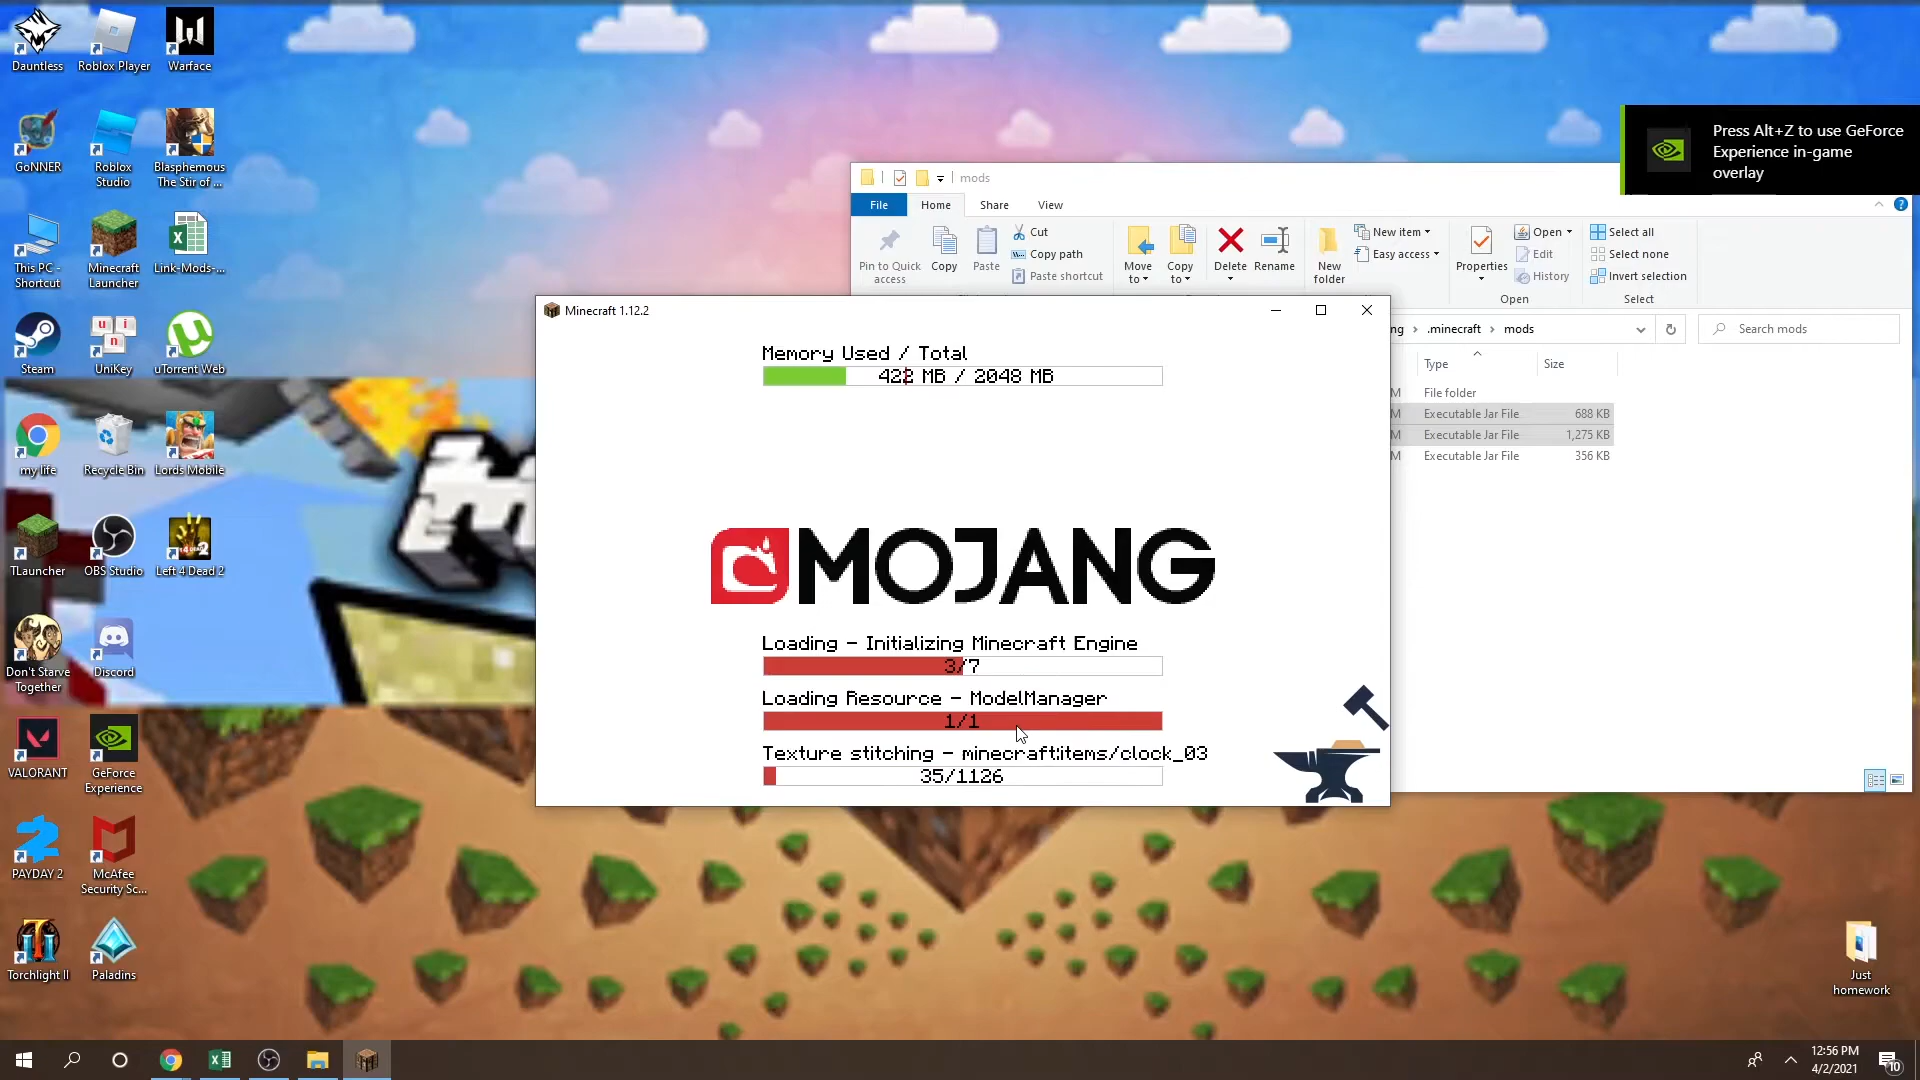 Dauntless
Roblox Player
Warface
GoNNER
Roblox
Studio
Blasphemous
The Stir of ...
This PC -
Shortcut
Minecraft
Launcher
Link-Mods-...
Steam
UniKey
uTorrent Web
my life
Recycle Bin
Lords Mobile
TLauncher
OBS Studio
Left 4 Dead 2
Don't Starve
Together
Discord
VALORANT
GeForce
Experience
PAYDAY 2
McAfee
Security Sc...
Torchlight II
Paladins
Just
homework
Press Alt+Z to use GeForce
Experience in-game
overlay
mods
File Home Share View
Pin to Quick
access
Copy
Paste
Cut
Copy path
Paste shortcut
Move
to
Copy
to
Delete
Rename
New
folder
New item
Easy access
Properties
Open
Edit
History
Open
Select all
Select none
Invert selection
Select
ng > .minecraft > mods
Search mods
Type Size
M File folder
M Executable Jar File 688 KB
M Executable Jar File 1,275 KB
M Executable Jar File 356 KB
Minecraft 1.12.2
Memory Used / Total
422 MB / 2048 MB
MOJANG
Loading - Initializing Minecraft Engine
3/7
Loading Resource - ModelManager
1/1
Texture stitching - minecraft:items/clock_03
35/1126
12:56 PM
4/2/2021
10